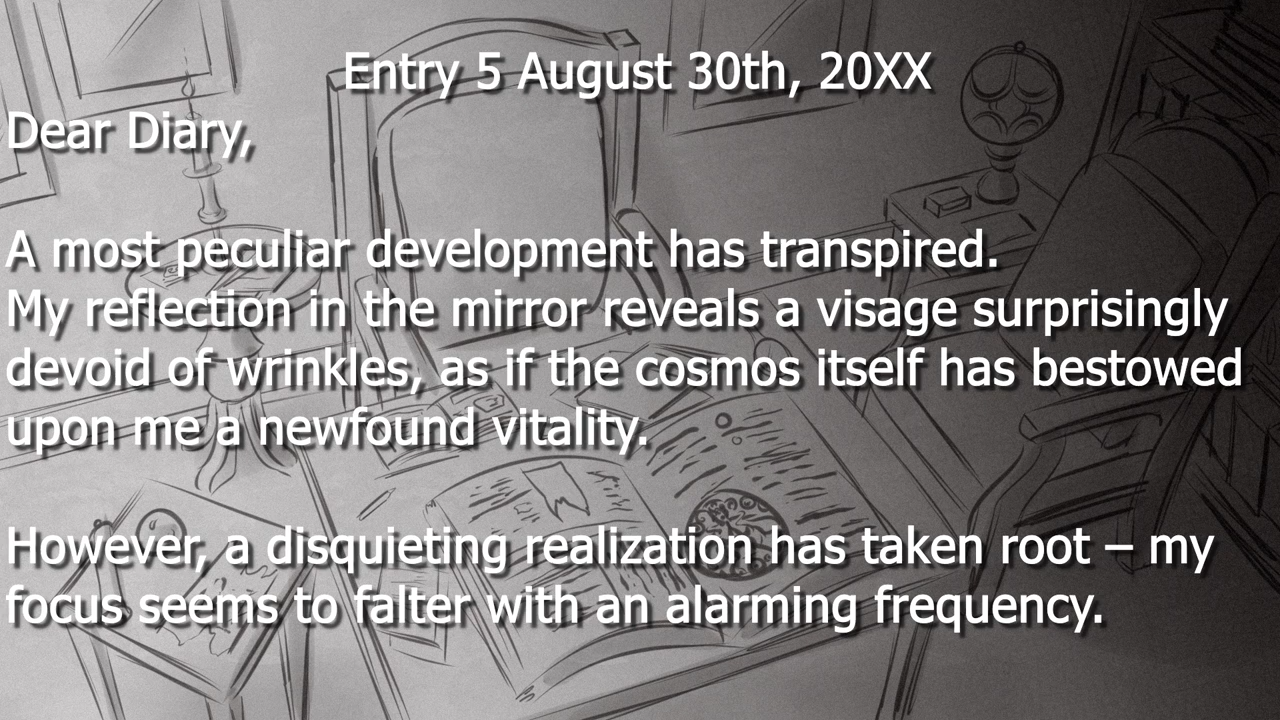 Entry 5 August 30th, 20XX
Dear Diary,
A most peculiar development has transpired.
My reflection in the mirror reveals a visage surprisingly
devoid of wrinkles, as if the cosmos itself has bestowed
upon me a newfound vitality.
However, a disquieting realization has taken root – my
focus seems to falter with an alarming frequency.